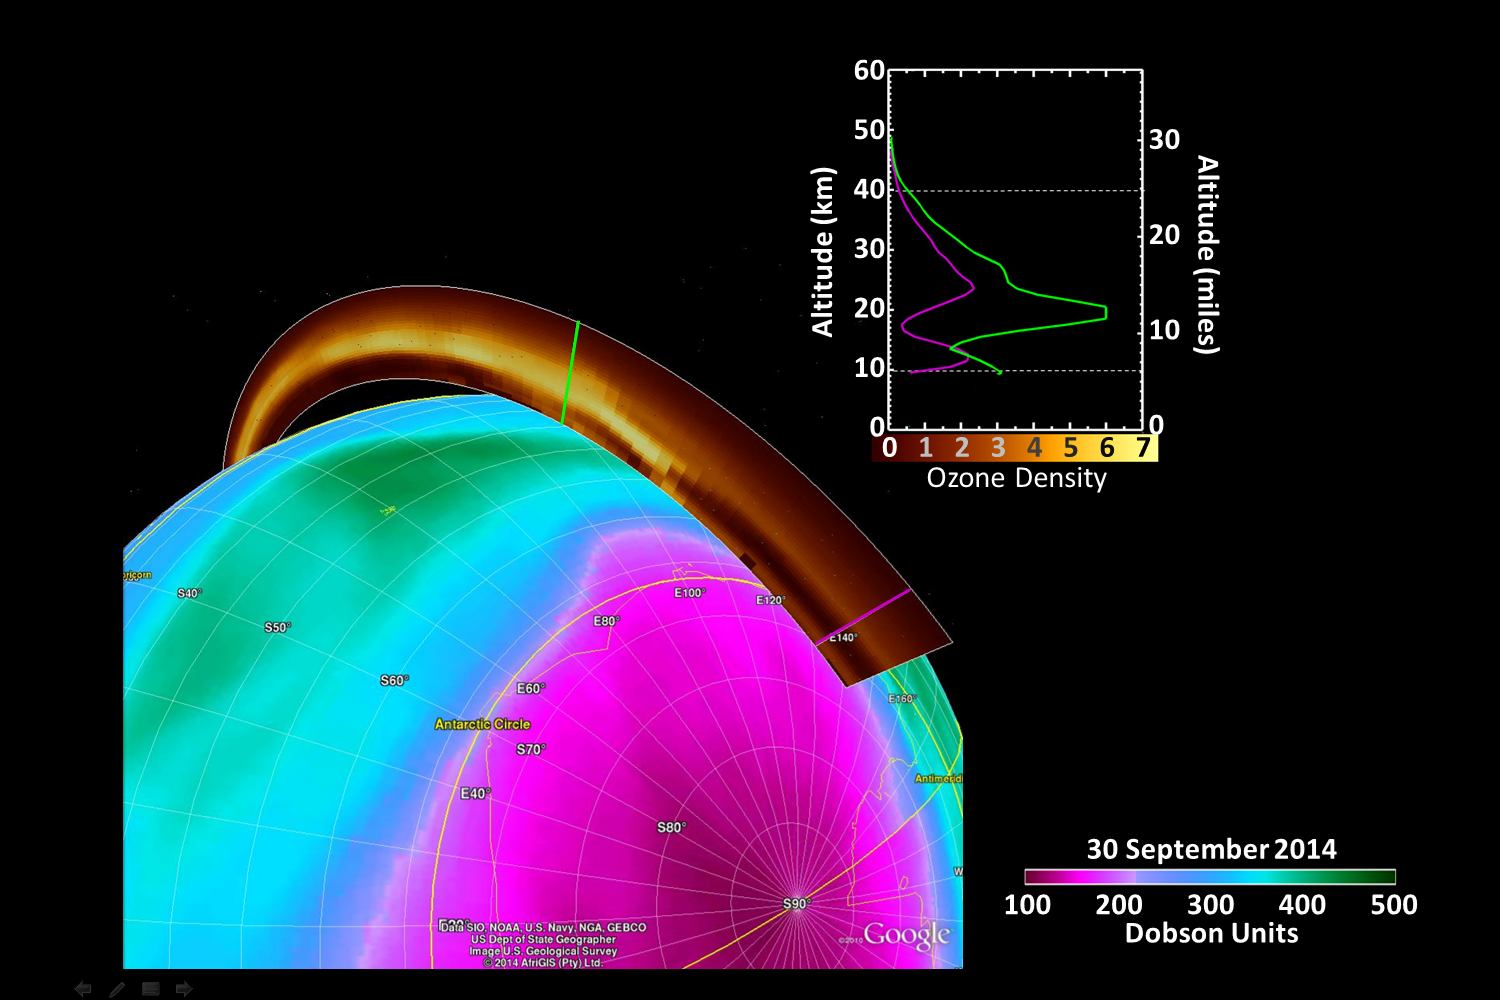 60
50
40
30
20
10
0
Altitude (km)
30
20
10
0
Altitude (miles)
0 1 2 3 4 5 6 7
Ozone Density
S40°
S50°
S60°
E100°
E120°
E80°
E140°
E60°
E160°
Antarctic Circle
S70°
E40°
S80°
S90°
Data SIO, NOAA, U.S. Navy, NGA, GEBCO
US Dept of State Geographer
Image U.S. Geological Survey
© 2014 AfriGIS (Pty) Ltd.
©2010 Google
30 September 2014
100 200 300 400 500
Dobson Units